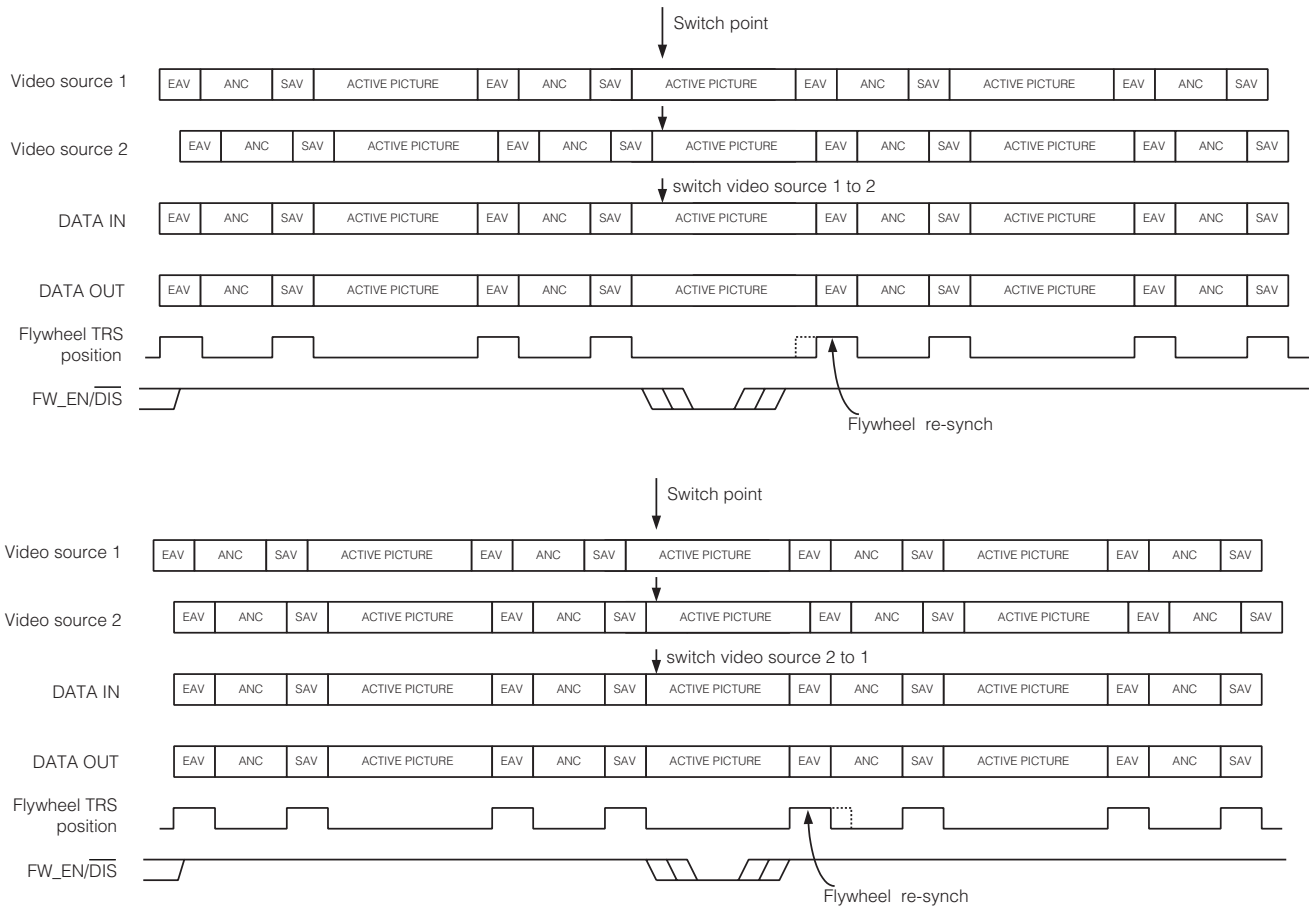 Switch point
Video source 1 EAV ANC SAV ACTIVE PICTURE EAV ANC SAV ACTIVE PICTURE EAV ANC SAV ACTIVE PICTURE EAV ANC SAV
Video source 2 EAV ANC SAV ACTIVE PICTURE EAV ANC SAV ACTIVE PICTURE EAV ANC SAV ACTIVE PICTURE EAV ANC SAV
switch video source 1 to 2
DATA IN EAV ANC SAV ACTIVE PICTURE EAV ANC SAV ACTIVE PICTURE EAV ANC SAV ACTIVE PICTURE EAV ANC SAV
DATA OUT EAV ANC SAV ACTIVE PICTURE EAV ANC SAV ACTIVE PICTURE EAV ANC SAV ACTIVE PICTURE EAV ANC SAV
Flywheel TRS
position
FW_EN/DIS
Flywheel re-synch
Switch point
Video source 1 EAV ANC SAV ACTIVE PICTURE EAV ANC SAV ACTIVE PICTURE EAV ANC SAV ACTIVE PICTURE EAV ANC SAV
Video source 2 EAV ANC SAV ACTIVE PICTURE EAV ANC SAV ACTIVE PICTURE EAV ANC SAV ACTIVE PICTURE EAV ANC SAV
switch video source 2 to 1
DATA IN EAV ANC SAV ACTIVE PICTURE EAV ANC SAV ACTIVE PICTURE EAV ANC SAV ACTIVE PICTURE EAV ANC SAV
DATA OUT EAV ANC SAV ACTIVE PICTURE EAV ANC SAV ACTIVE PICTURE EAV ANC SAV ACTIVE PICTURE EAV ANC SAV
Flywheel TRS
position
FW_EN/DIS
Flywheel re-synch